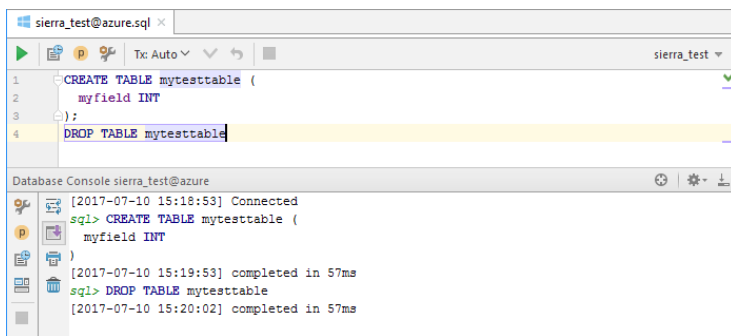 sierra_test@azure.sql
Tx: Auto
sierra_test
1 CREATE TABLE mytesttable (
2 myfield INT
3 );
4 DROP TABLE mytesttable
Database Console sierra_test@azure
[2017-07-10 15:18:53] Connected
sql> CREATE TABLE mytesttable (
myfield INT
)
[2017-07-10 15:19:53] completed in 57ms
sql> DROP TABLE mytesttable
[2017-07-10 15:20:02] completed in 57ms